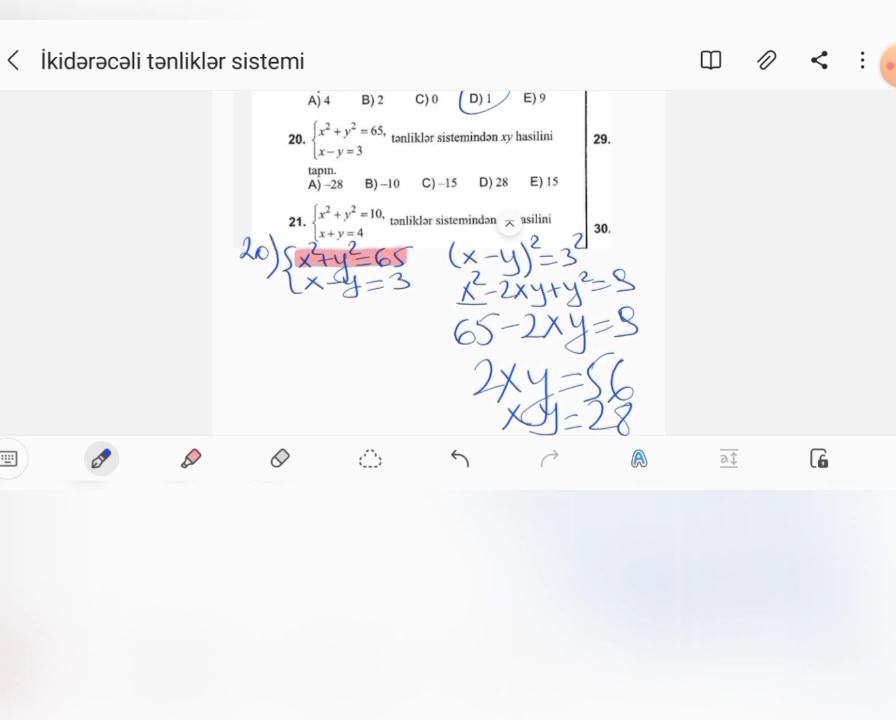 İkidərəcəli tənliklər sistemi
A) 4 B) 2 C) 0 D) 1 E) 9
20. {x² + y² = 65, tənliklər sistemindən xy hasilini 29.
x − y = 3
tapın.
A) −28 B) −10 C) −15 D) 28 E) 15
21. {x² + y² = 10, tənliklər sistemindən asilini
x + y = 4 30.
20) {x²+y²=65 (x−y)²=3²
x−y=3 x²−2xy+y²=9
65−2xy=9
2xy=56
xy=28